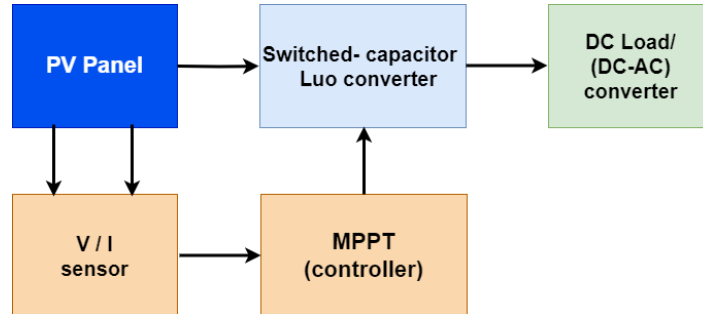 PV Panel
Switched- capacitor
Luo converter
DC Load/
(DC-AC)
converter
V / I
sensor
MPPT
(controller)